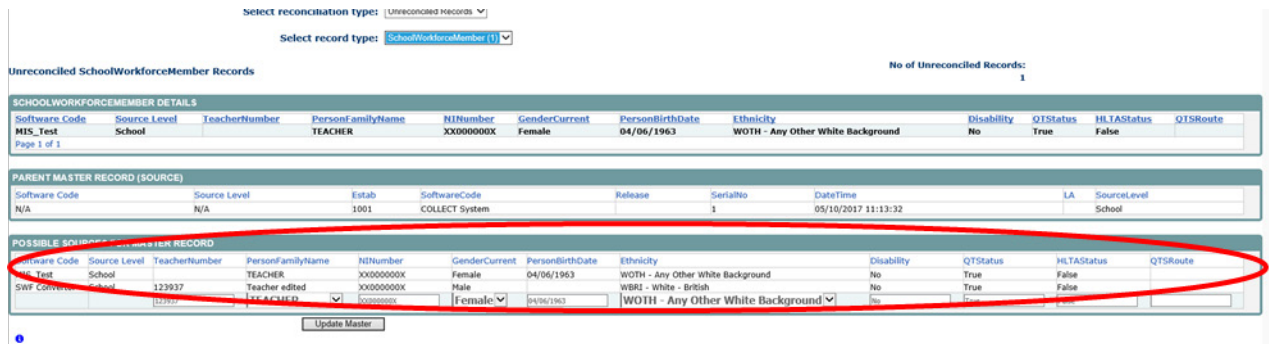 Select reconciliation type: Unreconciled Records
Select record type: SchoolWorkforceMember (1)
Unreconciled SchoolWorkforceMember Records
No of Unreconciled Records:
1
SCHOOLWORKFORCEMEMBER DETAILS
Software Code Source Level TeacherNumber PersonFamilyName NINumber GenderCurrent PersonBirthDate Ethnicity Disability QTStatus HLTAStatus QTSRoute
MIS_Test School TEACHER XX000000X Female 04/06/1963 WOTH - Any Other White Background No True False
Page 1 of 1
PARENT MASTER RECORD (SOURCE)
Software Code Source Level Estab SoftwareCode Release SerialNo DateTime LA SourceLevel
N/A N/A 1001 COLLECT System 1 05/10/2017 11:13:32 School
POSSIBLE SOURCES FOR MASTER RECORD
Software Code Source Level TeacherNumber PersonFamilyName NINumber GenderCurrent PersonBirthDate Ethnicity Disability QTStatus HLTAStatus QTSRoute
MIS_Test School TEACHER XX000000X Female 04/06/1963 WOTH - Any Other White Background No True False
SWF Convertor School 123937 Teacher edited XX000000X Male WBRI - White - British No True False
123937 TEACHER XX000000X Female 04/06/1963 WOTH - Any Other White Background No True False
Update Master